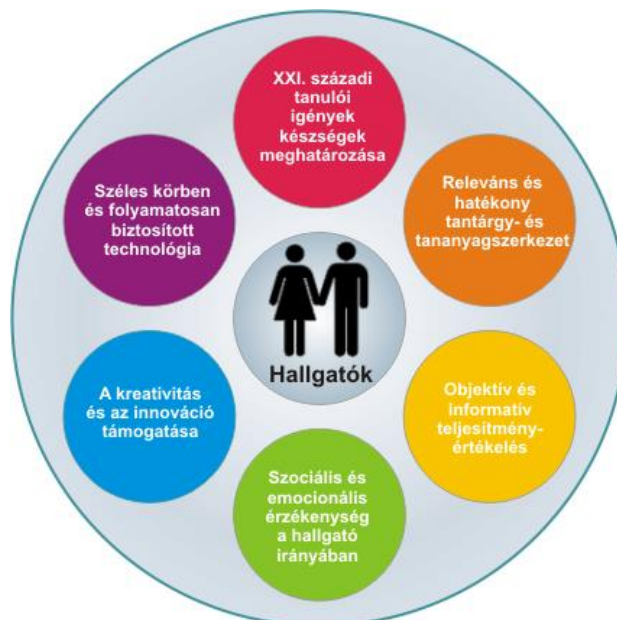 XXI. századi
tanulói
igények
készségek
meghatározása
Releváns és
hatékony
tantárgy- és
tananyagszerkezet
Objektív és
informatív
teljesítmény-
értékelés
Szociális és
emocionális
érzékenység
a hallgató
irányában
A kreativitás
és az innováció
támogatása
Széles körben
és folyamatosan
biztosított
technológia
Hallgatók